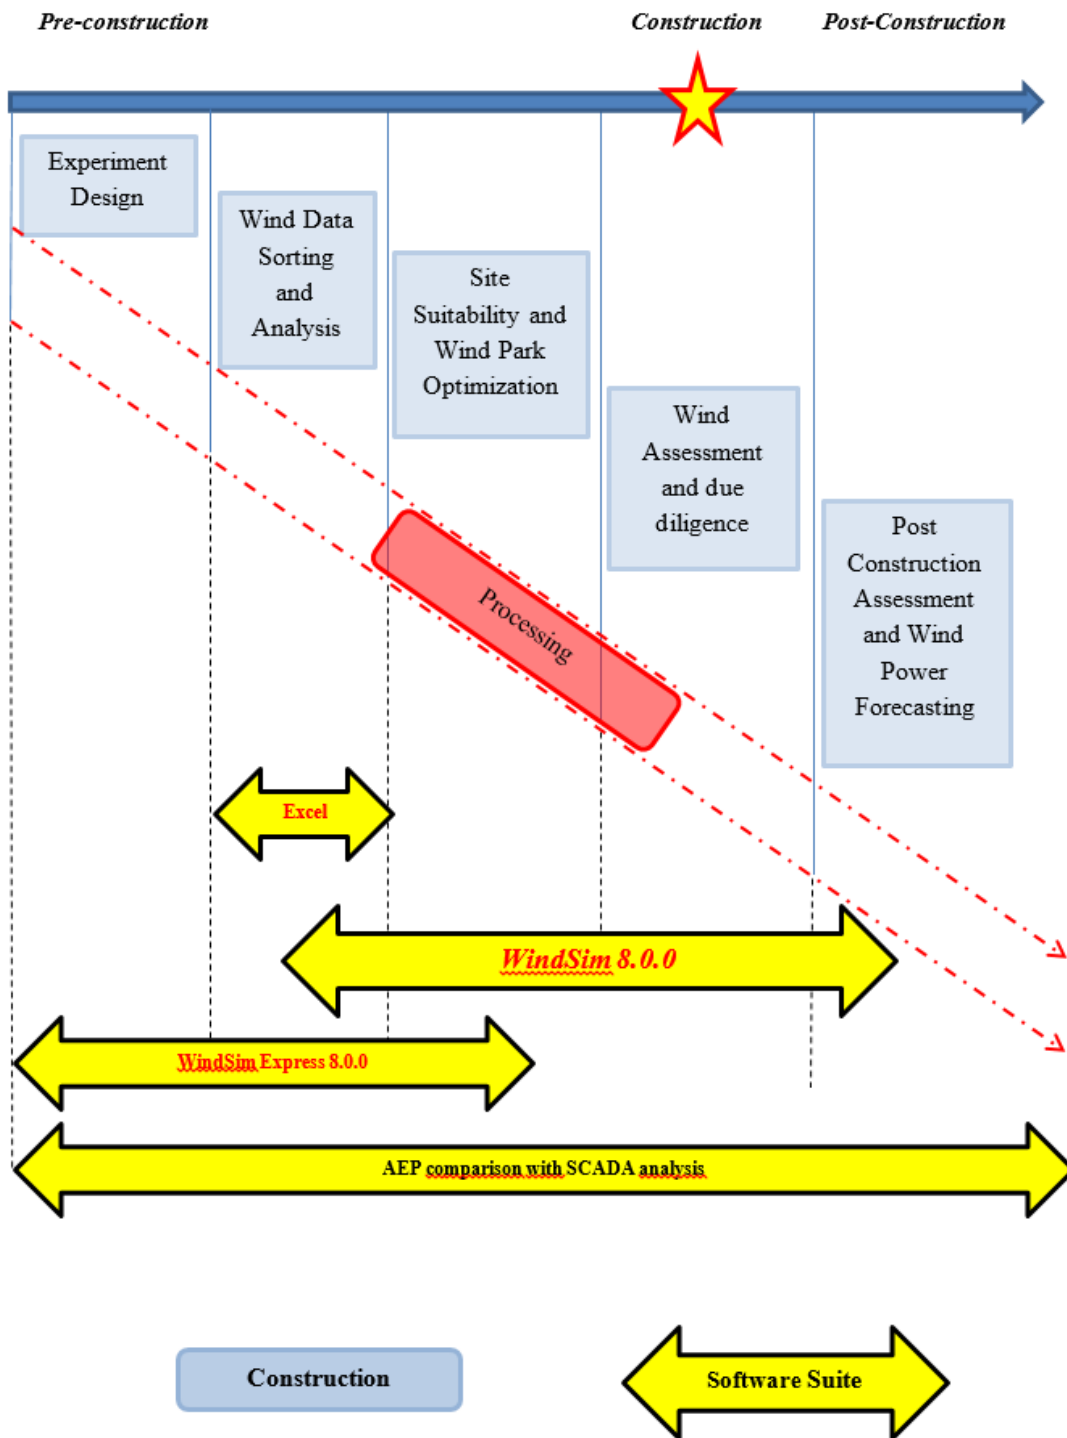 Pre-construction
Construction
Post-Construction
Experiment
Design
Wind Data
Sorting
and
Analysis
Site
Suitability and
Wind Park
Optimization
Wind
Assessment
and due
diligence
Post
Construction
Assessment
and Wind
Power
Forecasting
Processing
Excel
WindSim 8.0.0
WindSim Express 8.0.0
AEP comparison with SCADA analysis
Construction
Software Suite